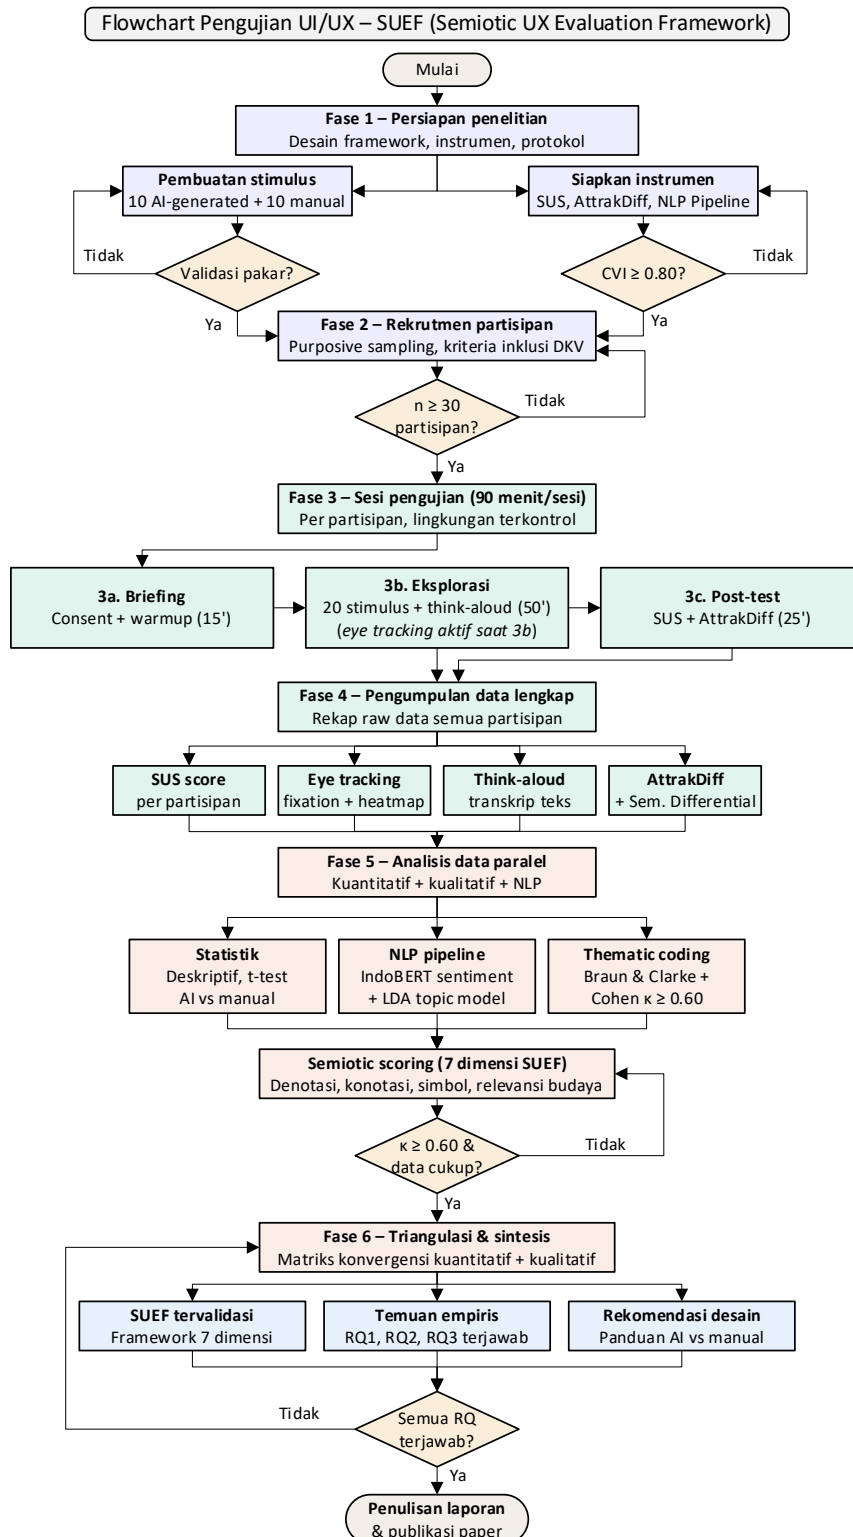 Flowchart Pengujian UI/UX – SUEF (Semiotic UX Evaluation Framework)
Mulai
Fase 1 – Persiapan penelitian
Desain framework, instrumen, protokol
Pembuatan stimulus
10 AI-generated + 10 manual
Siapkan instrumen
SUS, AttrakDiff, NLP Pipeline
Tidak
Validasi pakar?
CVI ≥ 0.80?
Tidak
Ya
Ya
Fase 2 – Rekrutmen partisipan
Purposive sampling, kriteria inklusi DKV
n ≥ 30
partisipan?
Tidak
Ya
Fase 3 – Sesi pengujian (90 menit/sesi)
Per partisipan, lingkungan terkontrol
3a. Briefing
Consent + warmup (15')
3b. Eksplorasi
20 stimulus + think-aloud (50')
(eye tracking aktif saat 3b)
3c. Post-test
SUS + AttrakDiff (25')
Fase 4 – Pengumpulan data lengkap
Rekap raw data semua partisipan
SUS score
per partisipan
Eye tracking
fixation + heatmap
Think-aloud
transkrip teks
AttrakDiff
+ Sem. Differential
Fase 5 – Analisis data paralel
Kuantitatif + kualitatif + NLP
Statistik
Deskriptif, t-test
AI vs manual
NLP pipeline
IndoBERT sentiment
+ LDA topic model
Thematic coding
Braun & Clarke +
Cohen κ ≥ 0.60
Semiotic scoring (7 dimensi SUEF)
Denotasi, konotasi, simbol, relevansi budaya
κ ≥ 0.60 &
data cukup?
Tidak
Ya
Fase 6 – Triangulasi & sintesis
Matriks konvergensi kuantitatif + kualitatif
SUEF tervalidasi
Framework 7 dimensi
Temuan empiris
RQ1, RQ2, RQ3 terjawab
Rekomendasi desain
Panduan AI vs manual
Tidak
Semua RQ
terjawab?
Ya
Penulisan laporan
& publikasi paper